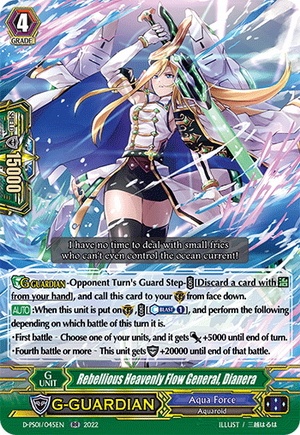 4
GRADE
SHIELD
15000
I have no time to deal with small fries
who can't even control the ocean current!
G GUARDIAN -Opponent Turn's Guard Step- [Discard a card with
from your hand], and call this card to your from face down.
AUTO :When this unit is put on , [C BLAST 1], and perform the following
depending on which battle of this turn it is.
·First battle - Choose one of your units, and it gets +5000 until end of turn.
·Fourth battle or more - This unit gets +20000 until end of that battle.
G
UNIT
Rebellious Heavenly Flow General, Dianera
G-GUARDIAN
Aqua Force
Aquaroid
D-PS01/045EN RR 2022
ILLUST /